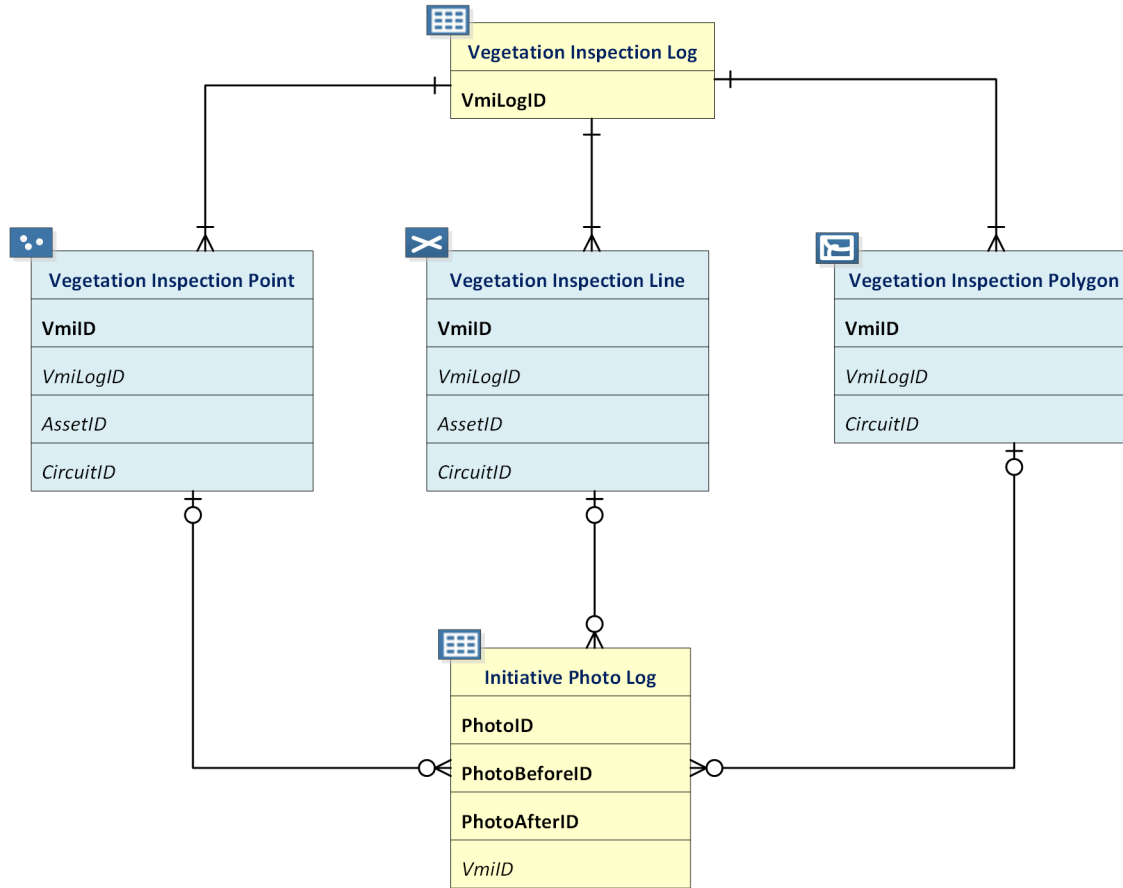 Vegetation Inspection Log
VmiLogID
Vegetation Inspection Point
VmiID
VmiLogID
AssetID
CircuitID
Vegetation Inspection Line
VmiID
VmiLogID
AssetID
CircuitID
Vegetation Inspection Polygon
VmiID
VmiLogID
CircuitID
Initiative Photo Log
PhotoID
PhotoBeforeID
PhotoAfterID
VmiID